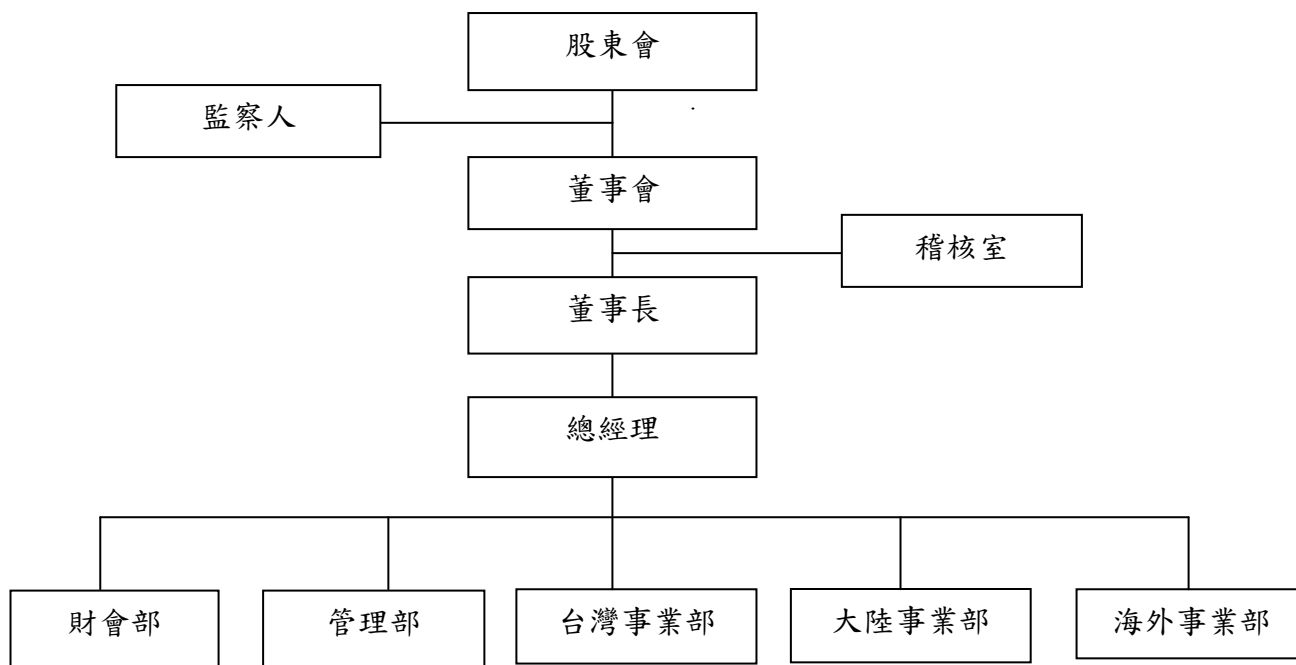 股東會
監察人
董事會
稽核室
董事長
總經理
財會部
管理部
台灣事業部
大陸事業部
海外事業部